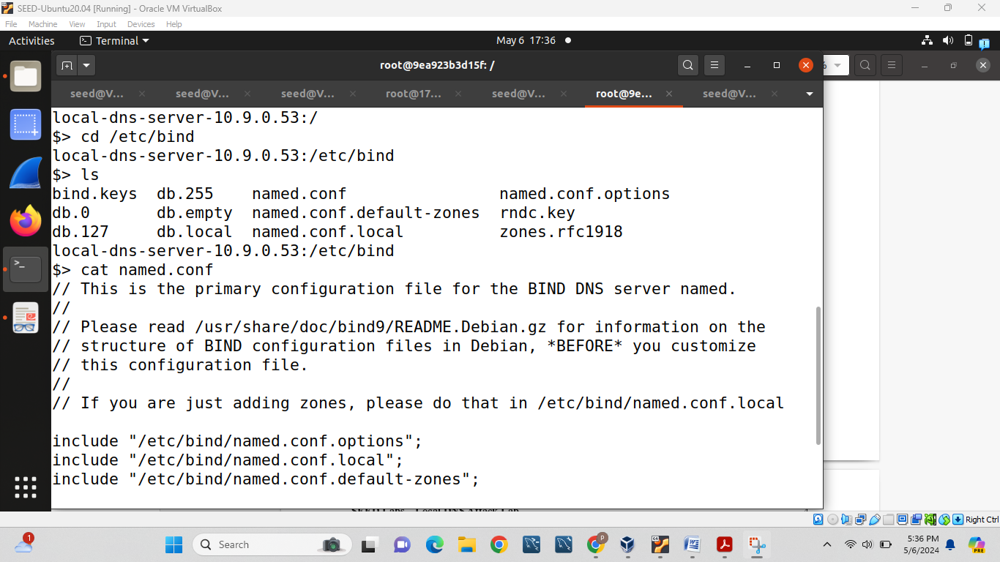 SEED-Ubuntu20.04 [Running] - Oracle VM VirtualBox
File Machine View Input Devices Help
Activities Terminal May 6 17:36
root@9ea923b3d15f: /
seed@V... seed@V... seed@V... root@17... seed@V... root@9e... seed@V...
local-dns-server-10.9.0.53:/
$> cd /etc/bind
local-dns-server-10.9.0.53:/etc/bind
$> ls
bind.keys db.255 named.conf named.conf.options
db.0 db.empty named.conf.default-zones rndc.key
db.127 db.local named.conf.local zones.rfc1918
local-dns-server-10.9.0.53:/etc/bind
$> cat named.conf
// This is the primary configuration file for the BIND DNS server named.
//
// Please read /usr/share/doc/bind9/README.Debian.gz for information on the
// structure of BIND configuration files in Debian, *BEFORE* you customize
// this configuration file.
//
// If you are just adding zones, please do that in /etc/bind/named.conf.local
include "/etc/bind/named.conf.options";
include "/etc/bind/named.conf.local";
include "/etc/bind/named.conf.default-zones";
SEED Labs – Local DNS Attack Lab
Right Ctrl
1
Search
P
64
PRE
5:36 PM
5/6/2024